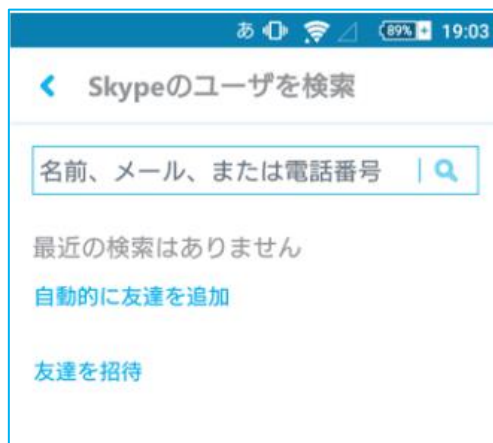 あ 89% 19:03
Skypeのユーザを検索
名前、メール、または電話番号
最近の検索はありません
自動的に友達を追加
友達を招待